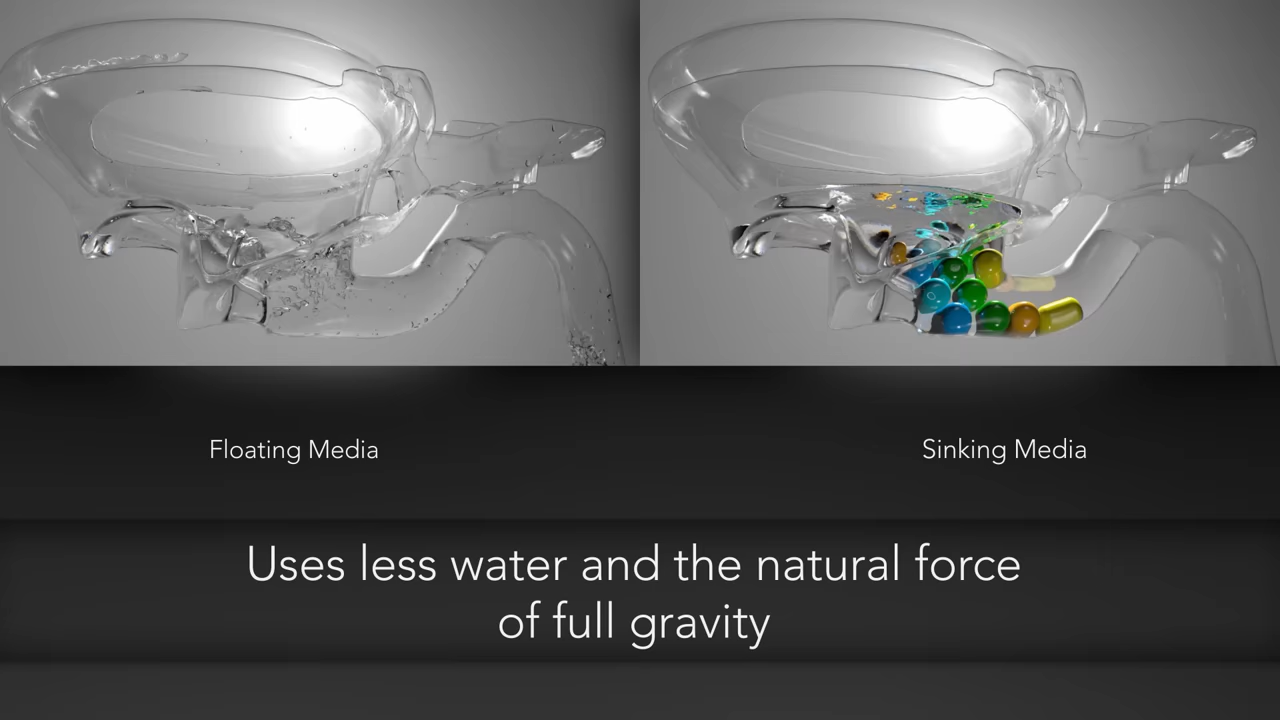 Floating Media
Sinking Media
Uses less water and the natural force
of full gravity